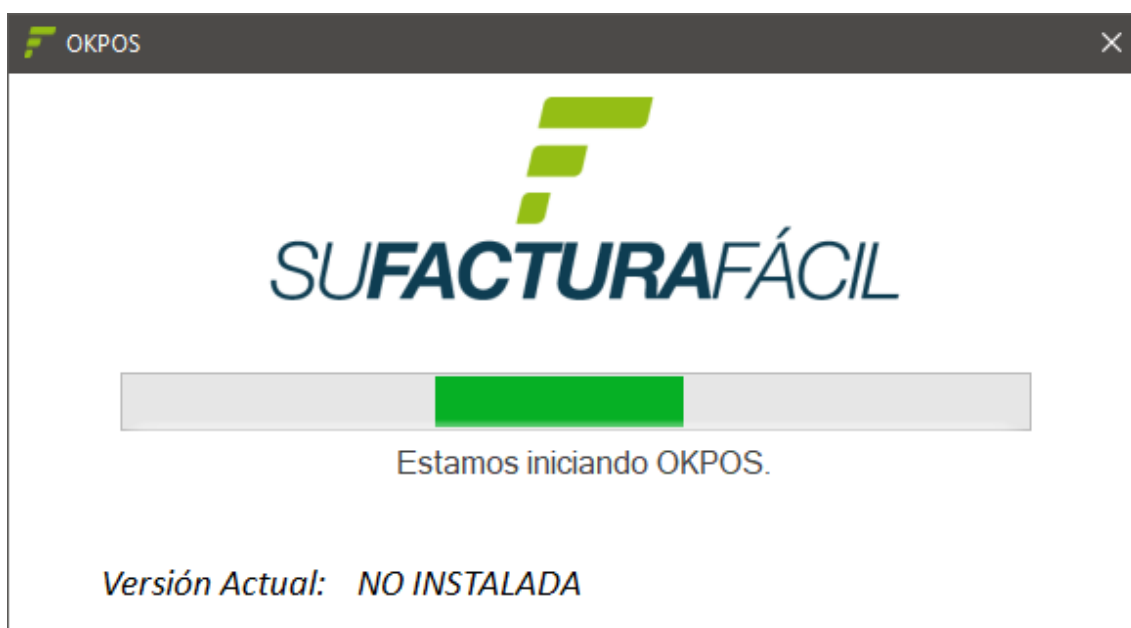 OKPOS
SUFACTURAFÁCIL
Estamos iniciando OKPOS.
Versión Actual: NO INSTALADA